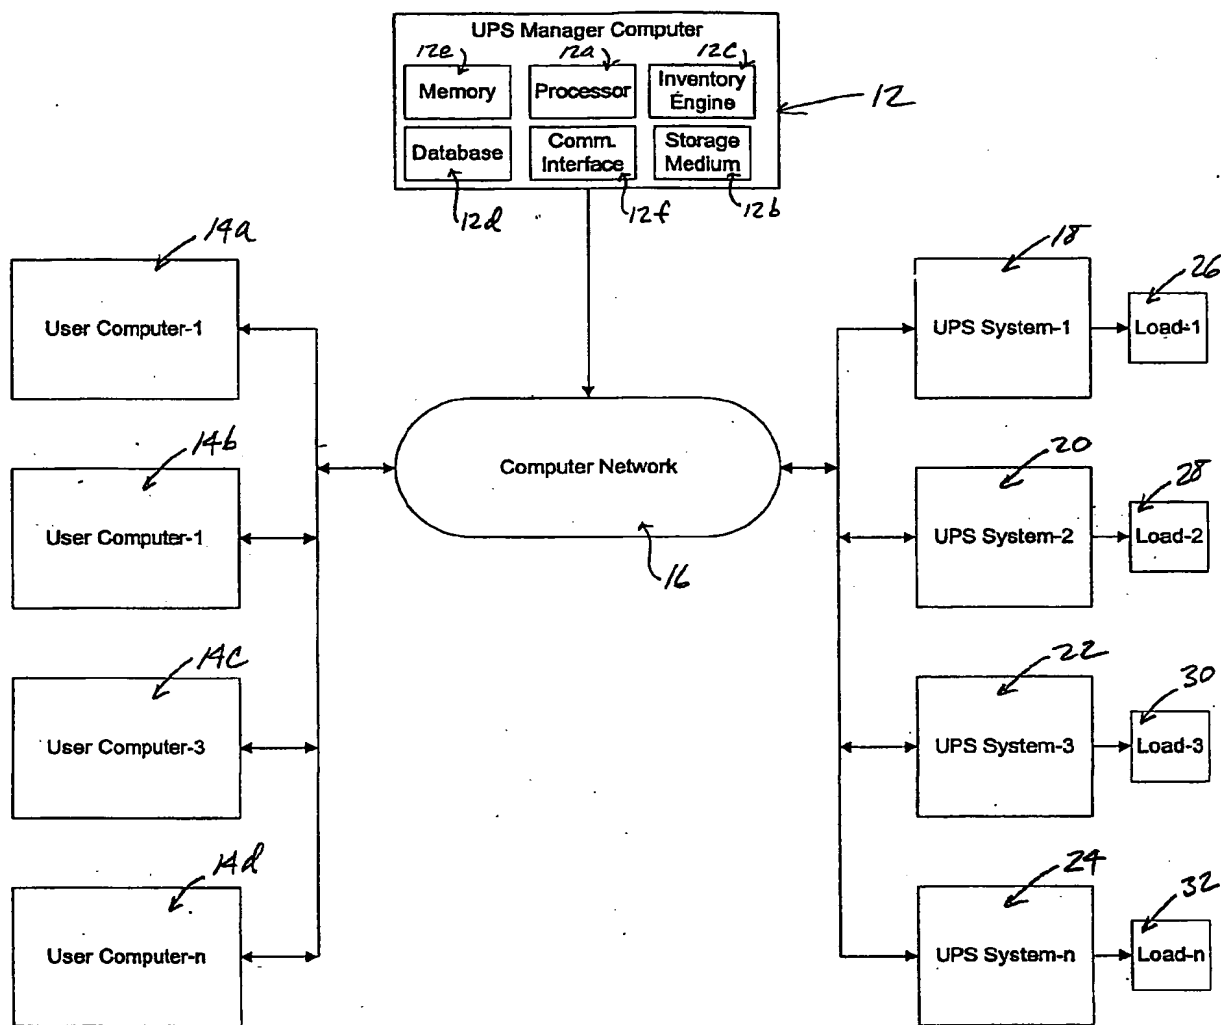 UPS Manager Computer
12e
12a
12c
Memory
Processor
Inventory
Engine
12
Database
Comm.
Interface
Storage
Medium
12d
12f
12b
14a
User Computer-1
18
UPS System-1
26
Load-1
14b
User Computer-1
Computer Network
16
20
UPS System-2
28
Load-2
14c
User Computer-3
22
UPS System-3
30
Load-3
14d
User Computer-n
24
UPS System-n
32
Load-n